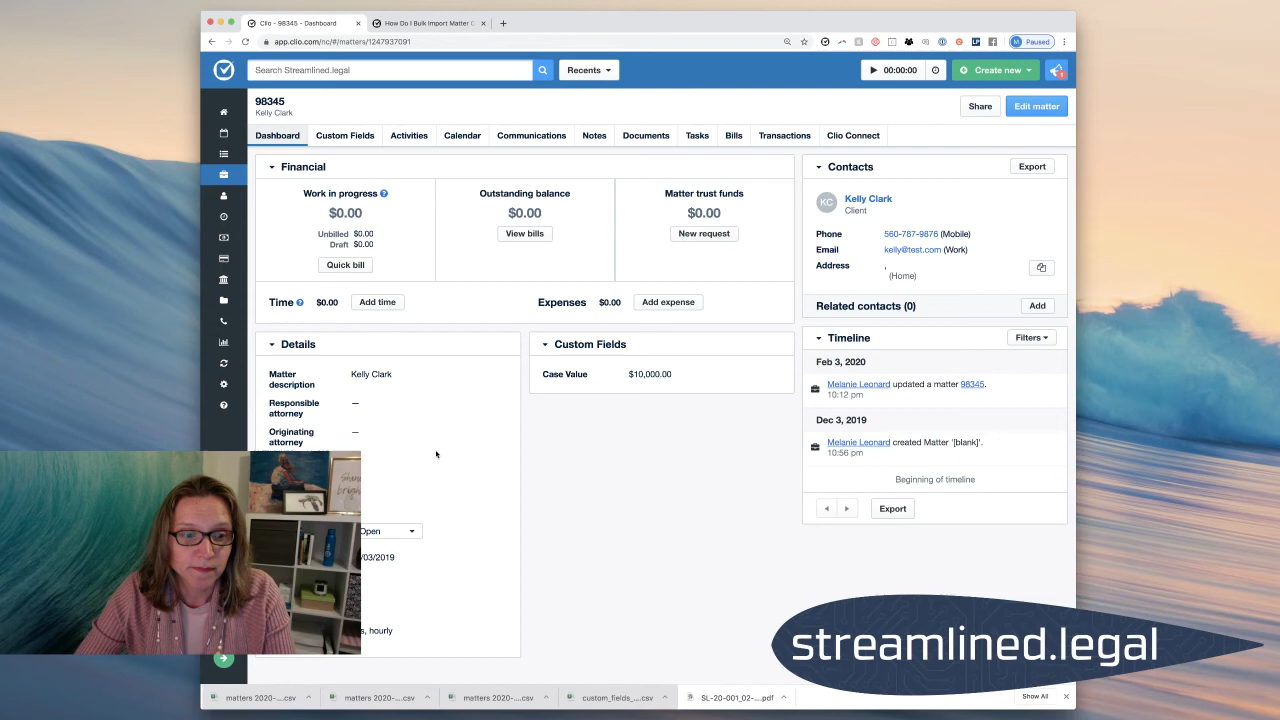 Clio - 98345 - Dashboard
How Do I Bulk Import Matter C
app.clio.com/nc/#/matters/1247937091
Paused
Search Streamlined.legal
Recents
00:00:00
Create new
98345
Kelly Clark
Share
Edit matter
Dashboard
Custom Fields
Activities
Calendar
Communications
Notes
Documents
Tasks
Bills
Transactions
Clio Connect
Financial
Work in progress
$0.00
Unbilled $0.00
Draft $0.00
Quick bill
Outstanding balance
$0.00
View bills
Matter trust funds
$0.00
New request
Time $0.00 Add time
Expenses $0.00 Add expense
Details
Matter description
Kelly Clark
Responsible attorney
—
Originating attorney
—
Open
/03/2019
s, hourly
Custom Fields
Case Value $10,000.00
Contacts
Export
KC
Kelly Clark
Client
Phone 560-787-9876 (Mobile)
Email kelly@test.com (Work)
Address ,
(Home)
Related contacts (0)
Add
Timeline
Filters
Feb 3, 2020
Melanie Leonard updated a matter 98345.
10:12 pm
Dec 3, 2019
Melanie Leonard created Matter '[blank]'.
10:56 pm
Beginning of timeline
Export
streamlined.legal
matters 2020-....csv
matters 2020-....csv
matters 2020-....csv
custom_fields_....csv
SL-20-001_02-....pdf
Show All